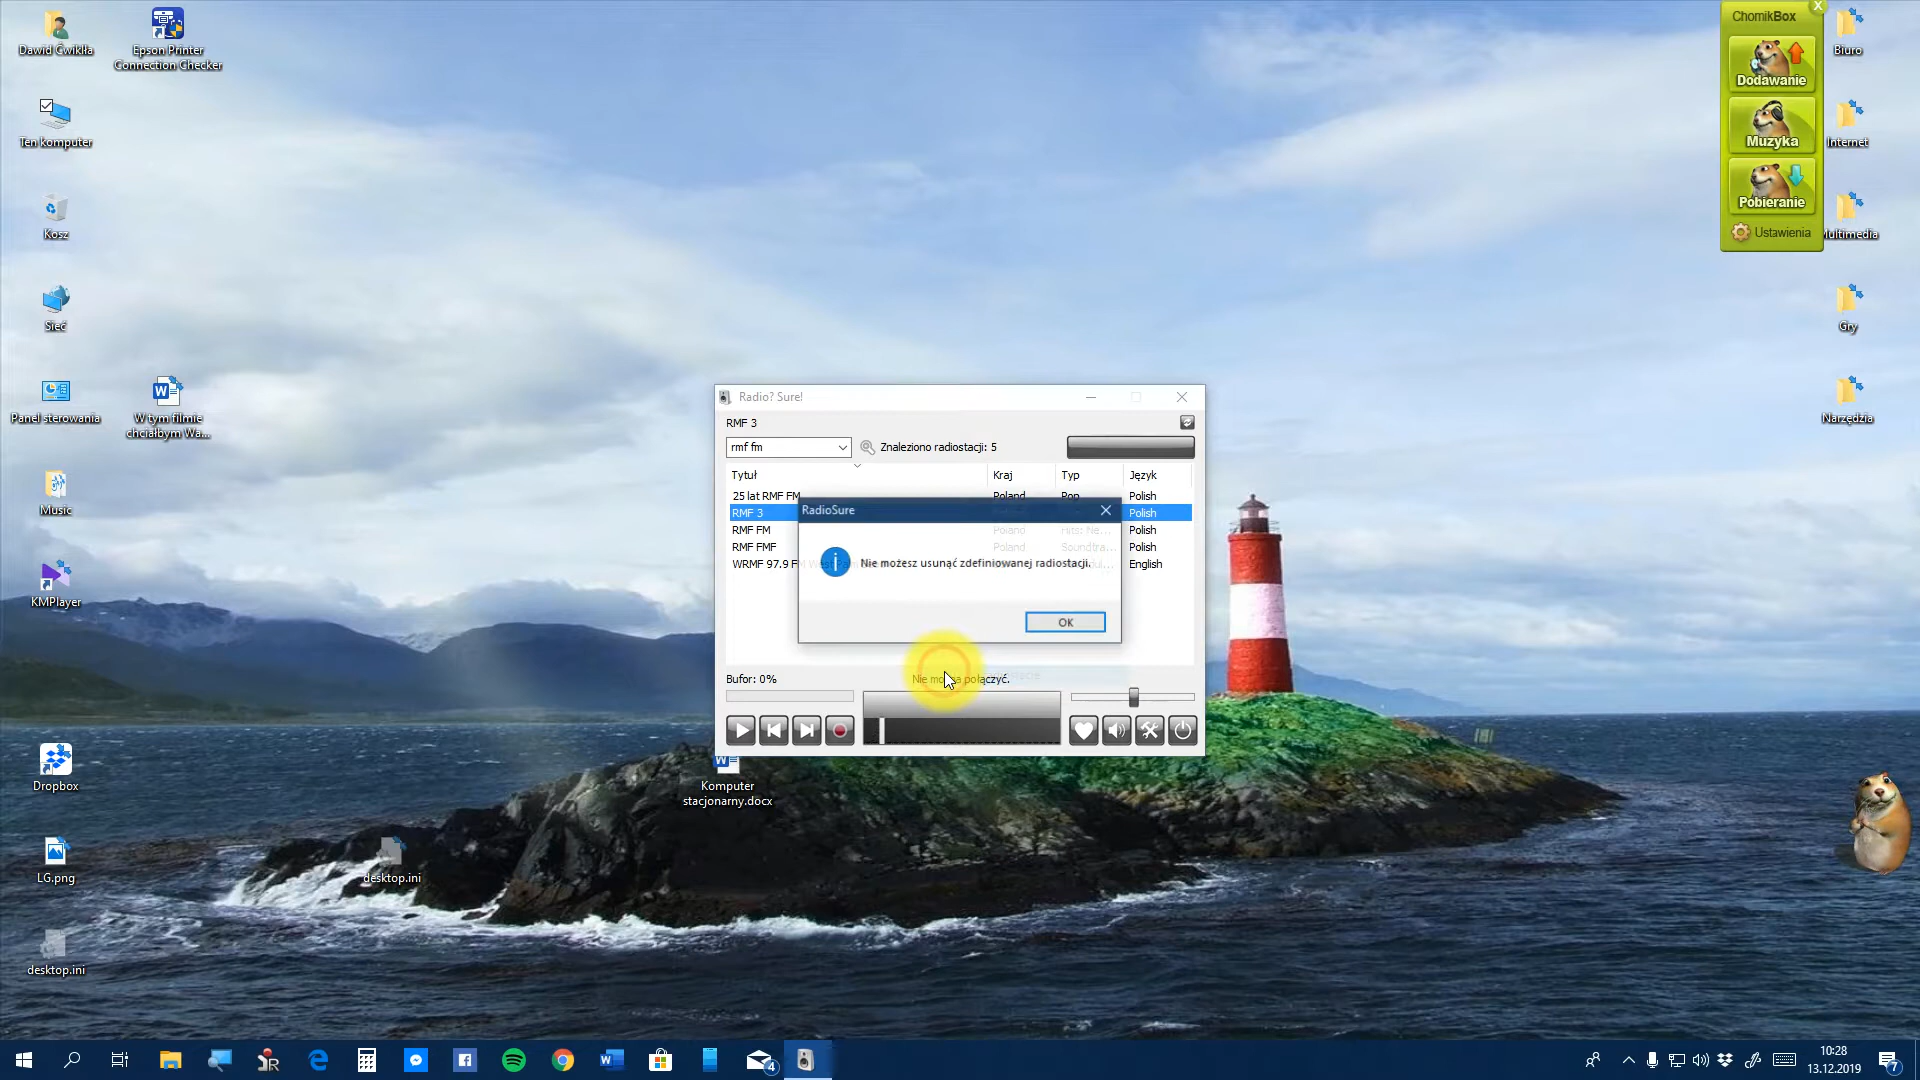 Dawid Ćwikła
Epson Printer
Connection Checker
Ten komputer
Kosz
Sieć
Panel sterowania
W tym filmie
chciałbym Wa...
Music
KMPlayer
Dropbox
LG.png
desktop.ini
desktop.ini
Komputer
stacjonarny.docx
ChomikBox
X
Dodawanie
Muzyka
Pobieranie
Ustawienia
Biuro
Internet
Multimedia
Gry
Narzędzia
Radio? Sure!
RMF 3
rmf fm
Znaleziono radiostacji: 5
Tytuł Kraj Typ Język
25 lat RMF FM Poland Pop Polish
RMF 3 Polish
RMF FM Poland Hits: Ne... Polish
RMF FMF Poland Soundtra... Polish
WRMF 97.9 FM English
RadioSure
Nie możesz usunąć zdefiniowanej radiostacji.
OK
Bufor: 0%
Nie można połączyć.
4
10:28
13.12.2019
7